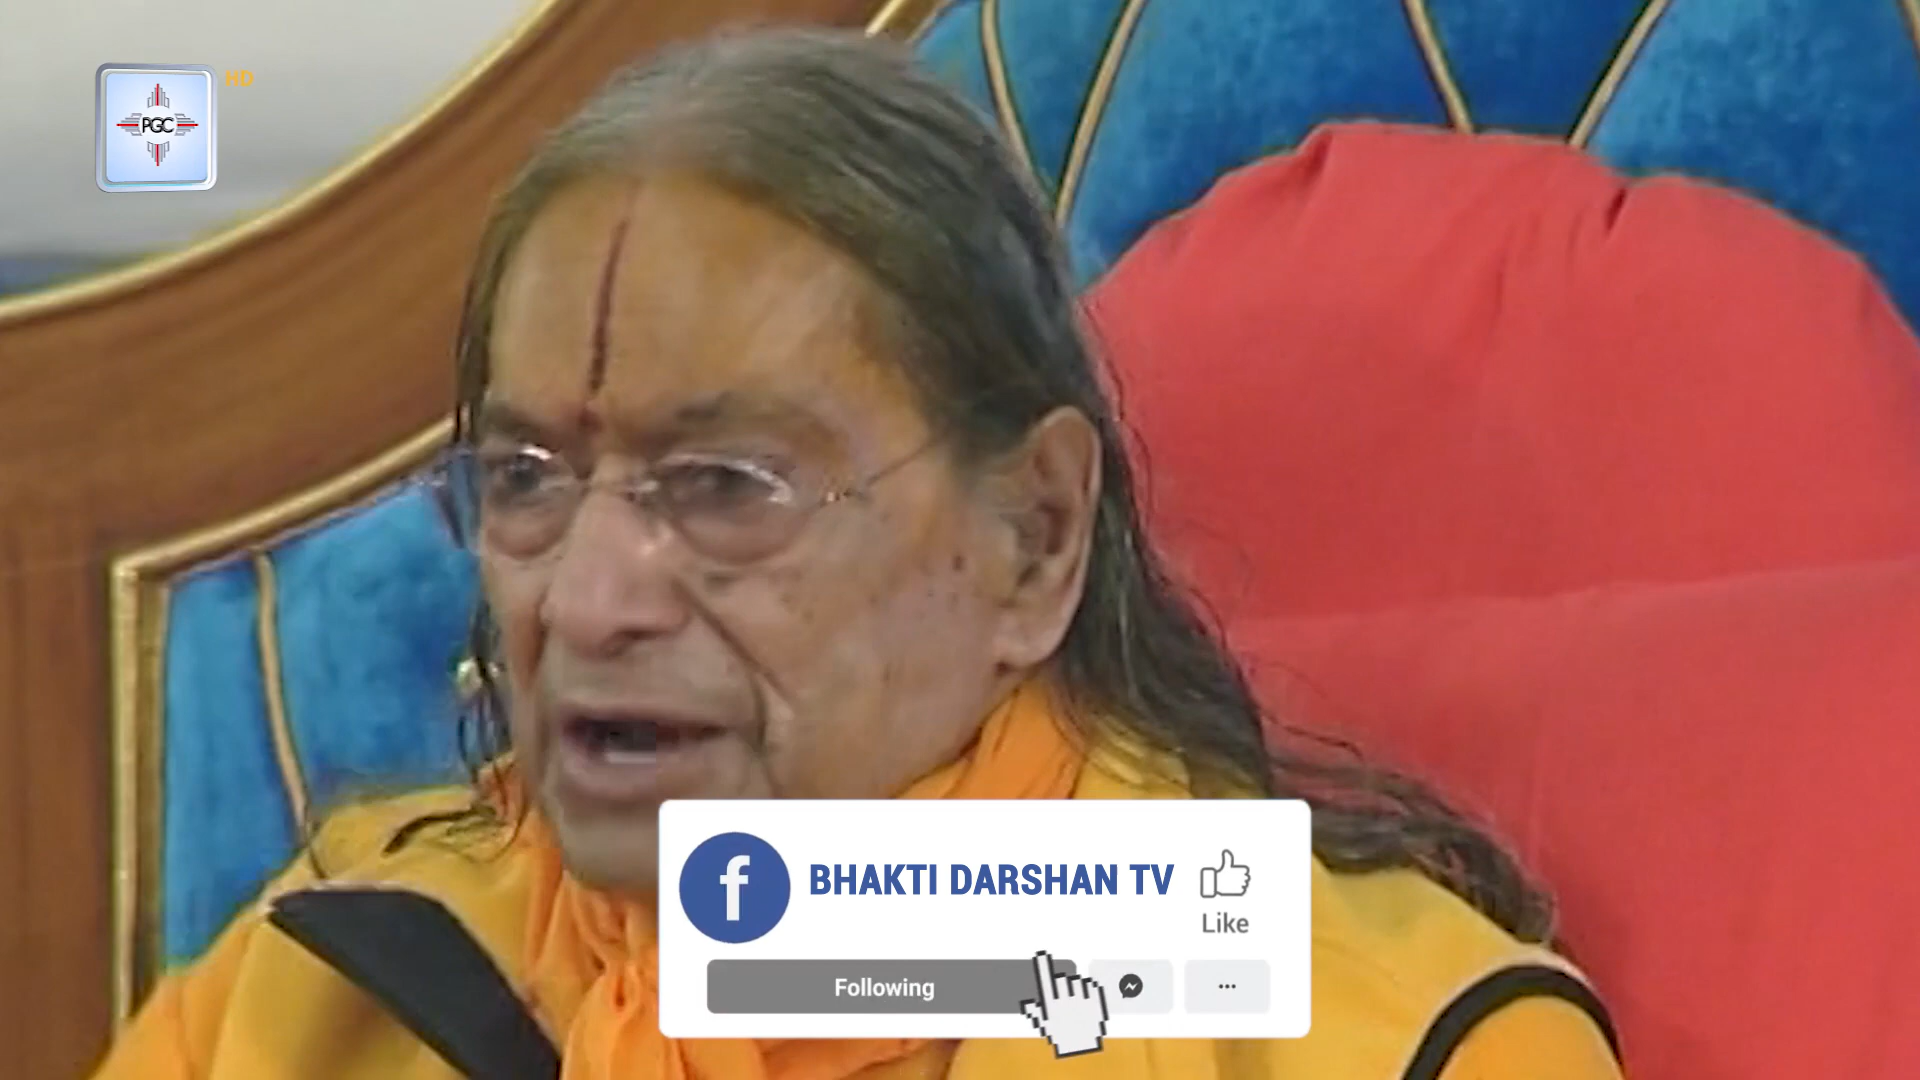 PGC
HD
f
BHAKTI DARSHAN TV
Like
Following
...